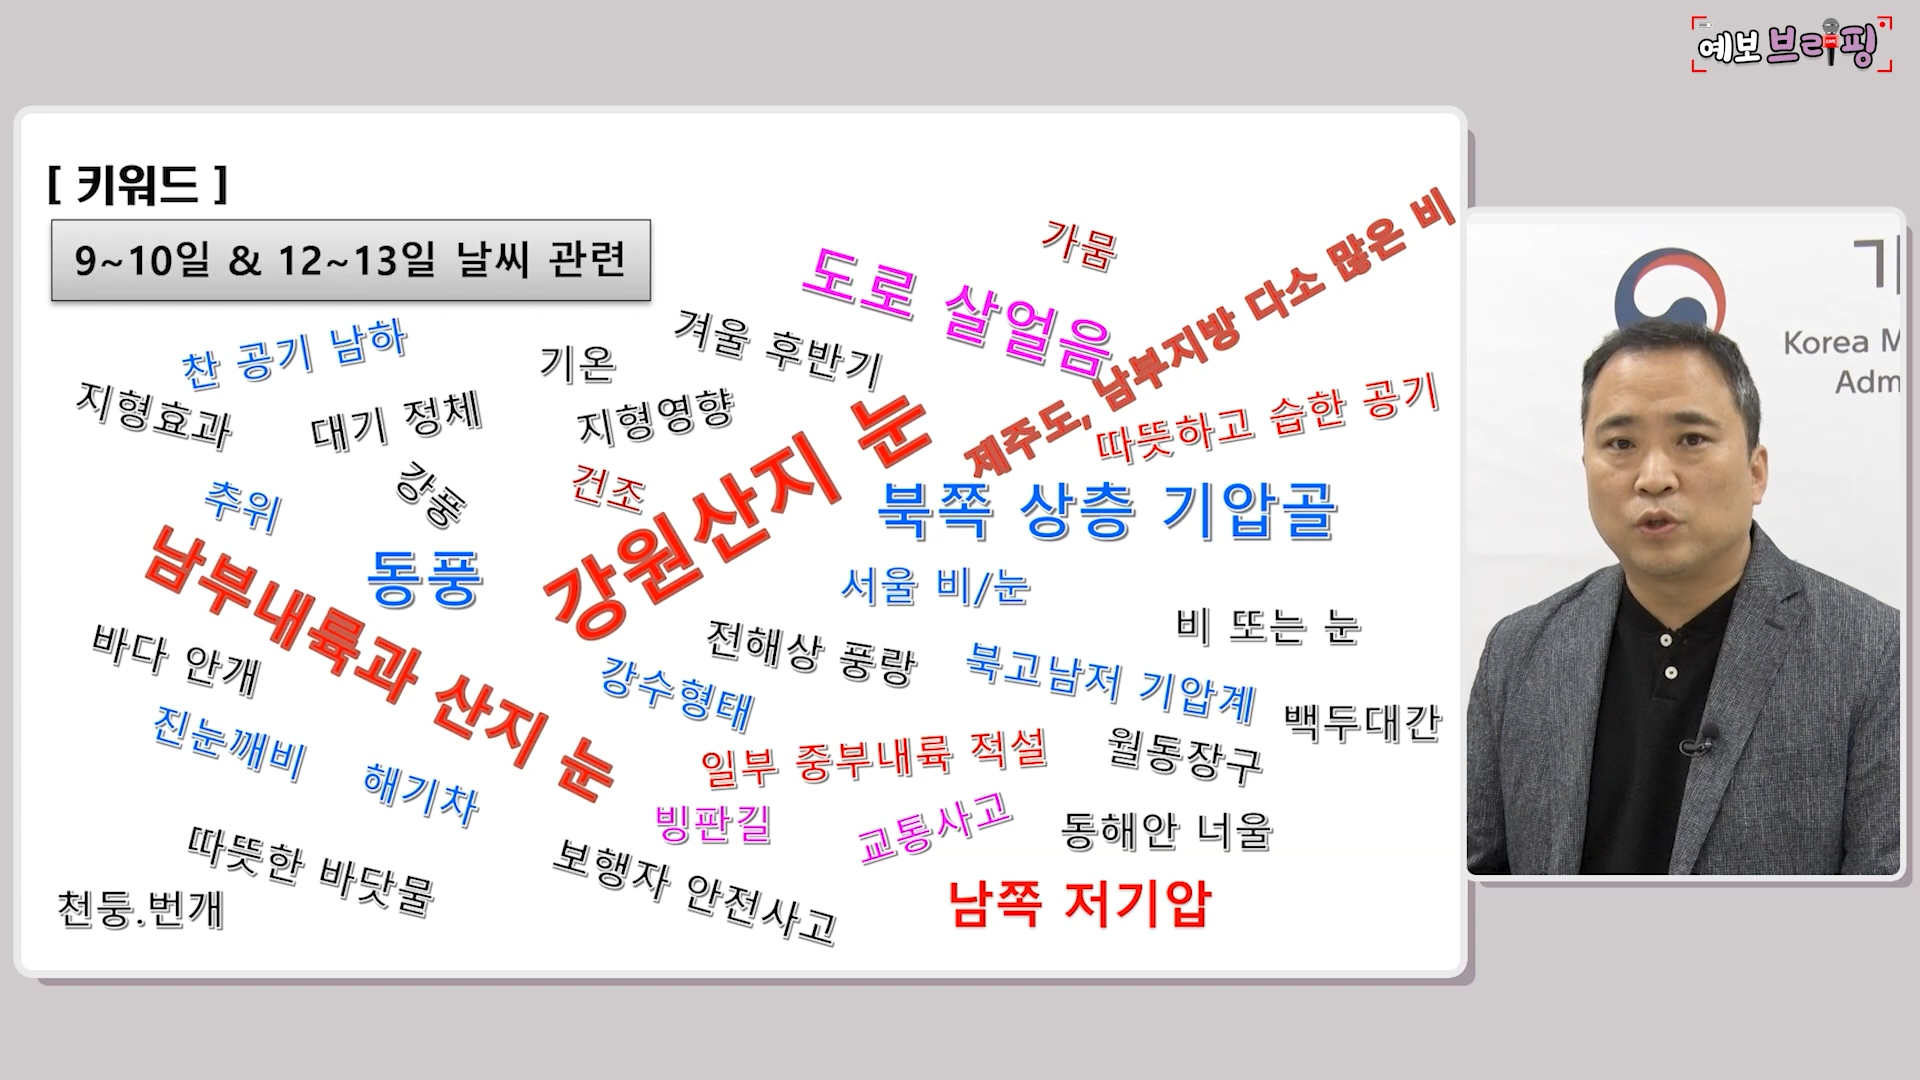 예보 브리핑
LIVE
[ 키워드 ]
9~10일 & 12~13일 날씨 관련
가뭄
도로 살얼음
제주도, 남부지방 다소 많은 비
찬 공기 남하
기온
겨울 후반기
지형효과
대기 정체
지형영향
따뜻하고 습한 공기
강풍
건조
추위
강원산지 눈
북쪽 상층 기압골
동풍
서울 비/눈
남부내륙과 산지 눈
비 또는 눈
바다 안개
전해상 풍랑
강수형태
북고남저 기압계
백두대간
진눈깨비
해기차
일부 중부내륙 적설
월동장구
빙판길
교통사고
동해안 너울
따뜻한 바닷물
보행자 안전사고
천둥.번개
남쪽 저기압
Korea M
Adm